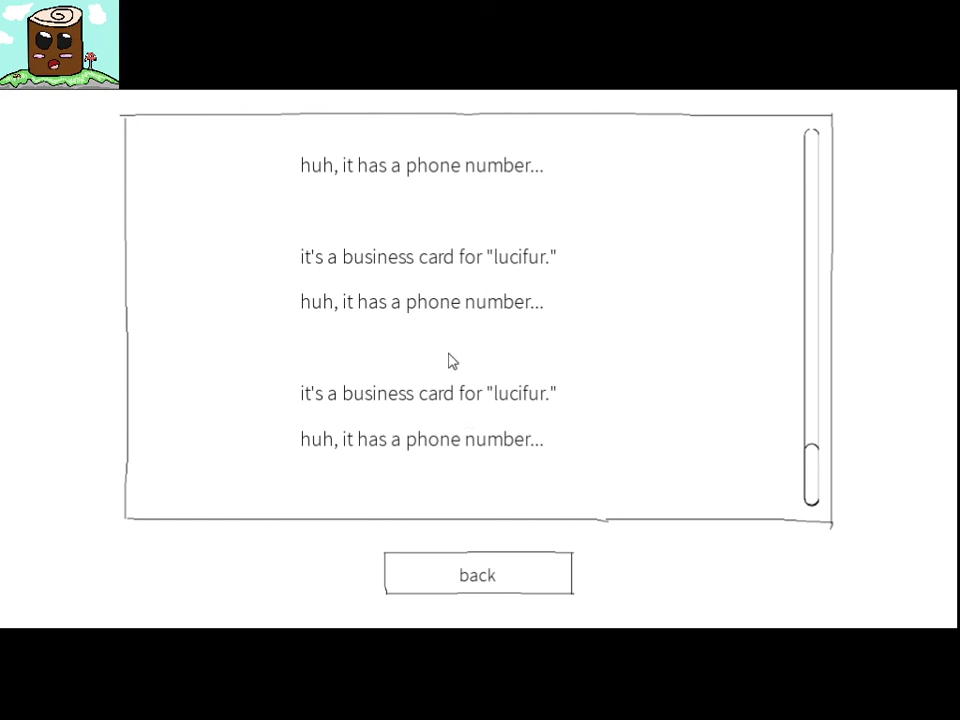 huh, it has a phone number...
it's a business card for "lucifur."
huh, it has a phone number...
it's a business card for "lucifur."
huh, it has a phone number...
back